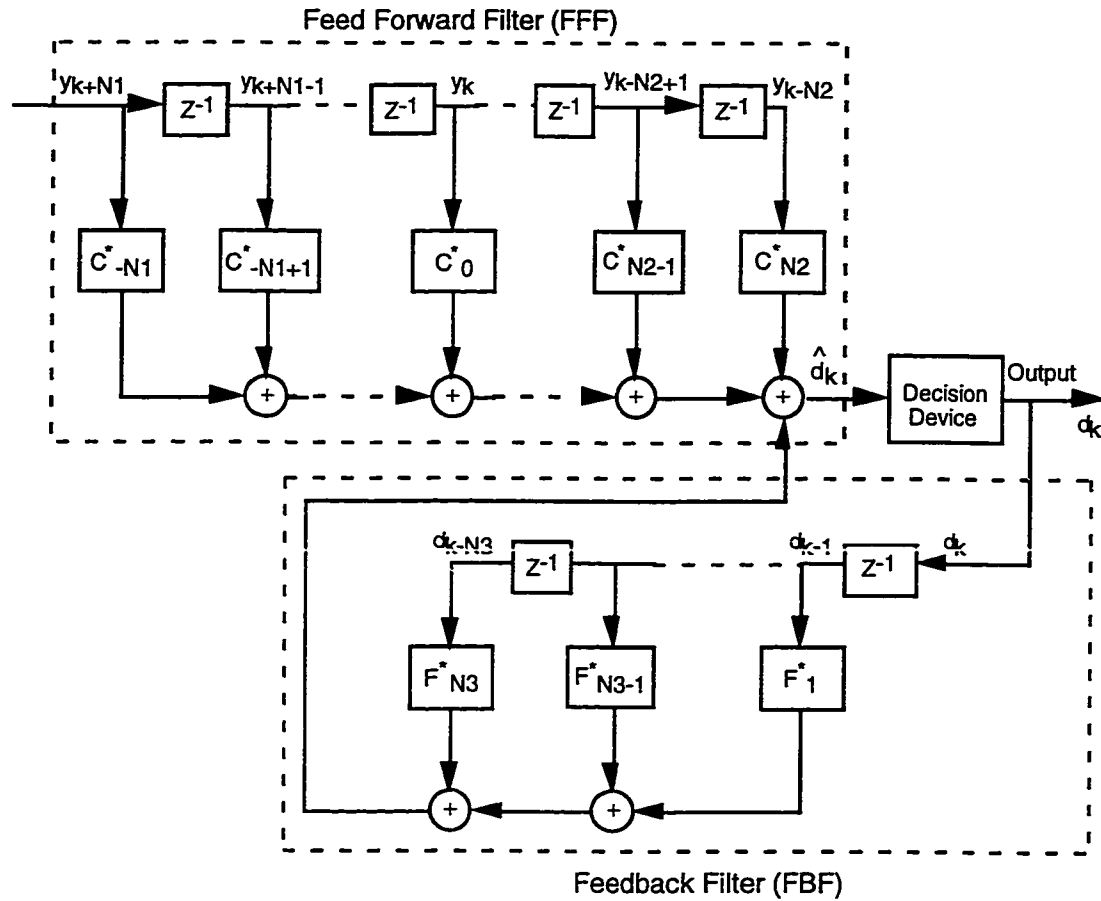 Feed Forward Filter (FFF)
yk+N1 Z-1 yk+N1-1 Z-1 yk Z-1 yk-N2+1 Z-1 yk-N2
C*-N1 C*-N1+1 C*0 C*N2-1 C*N2
+ + + +
^dk Decision Device Output dk
dk-N3 Z-1 dk-1 Z-1 dk
F*N3 F*N3-1 F*1
+ +
Feedback Filter (FBF)